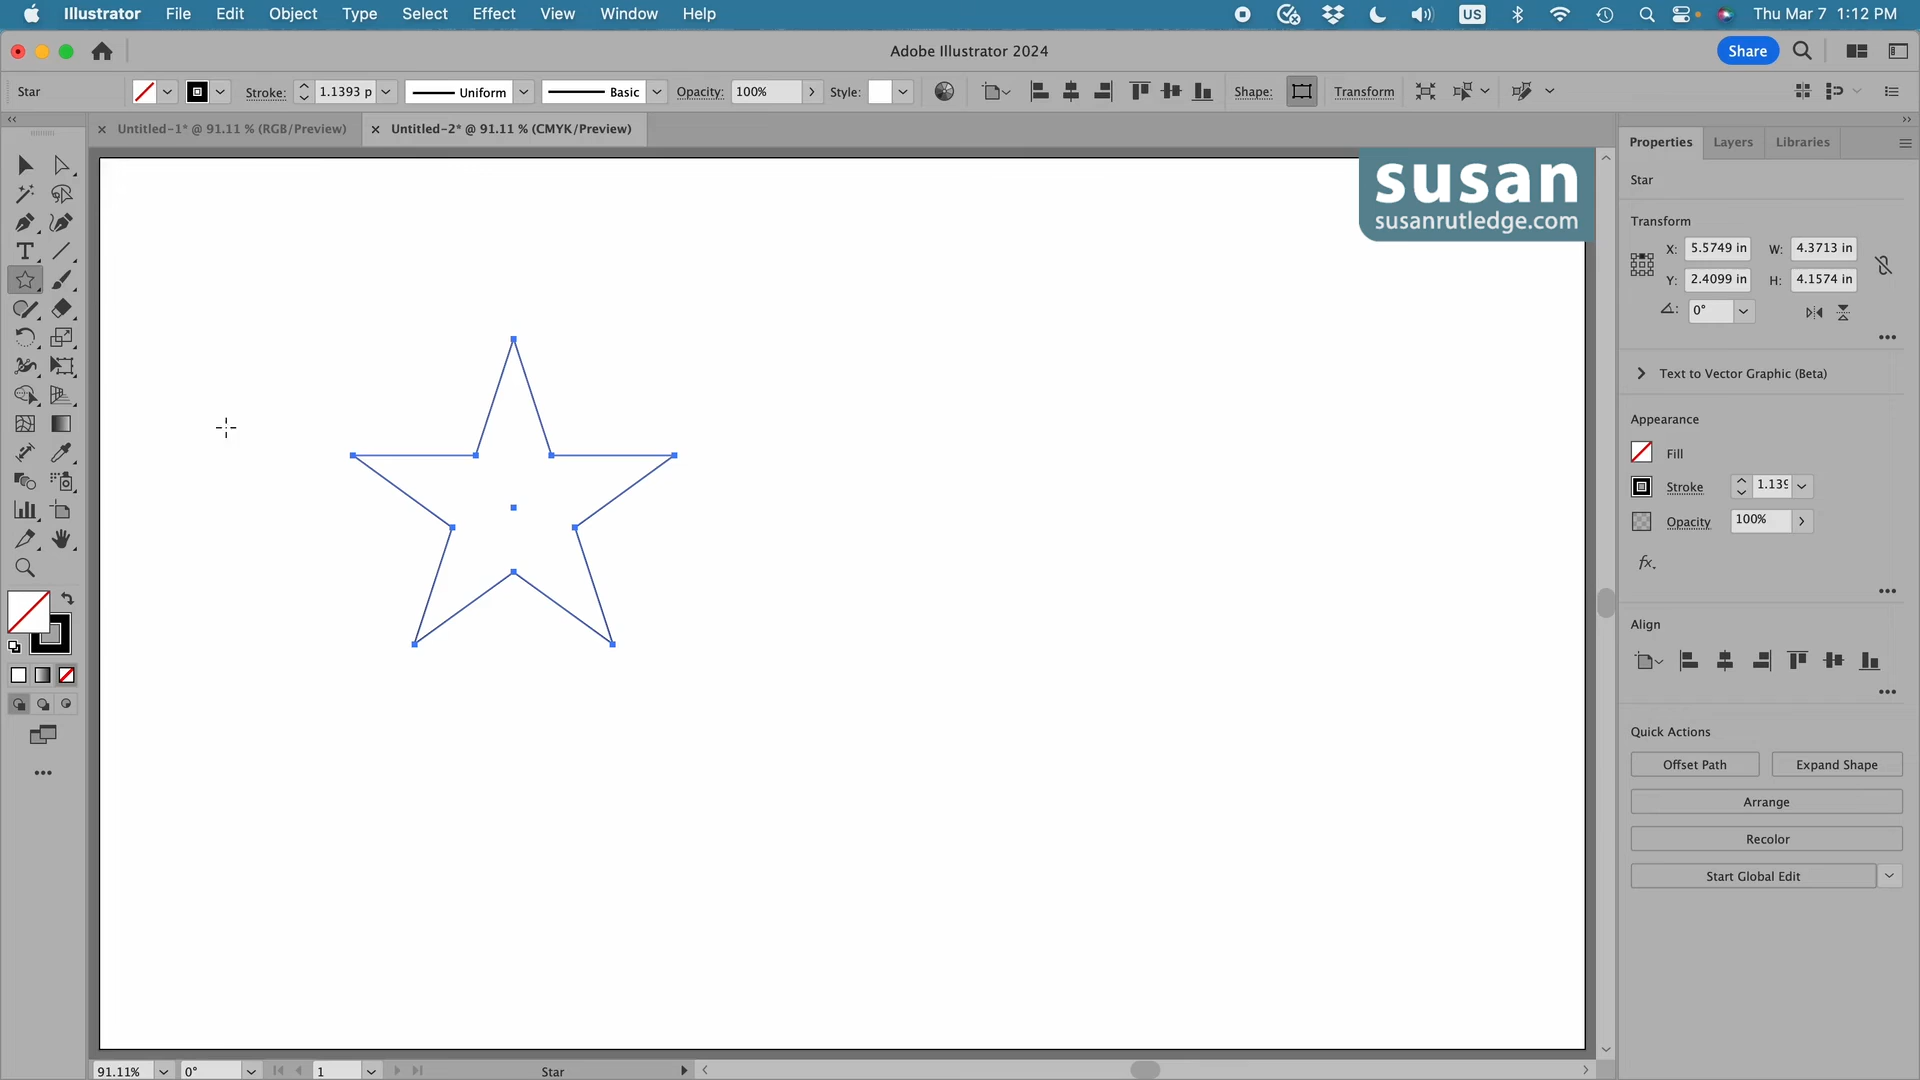 Illustrator File Edit Object Type Select Effect View Window Help US Thu Mar 7 1:12 PM
Adobe Illustrator 2024 Share
Star Stroke: 1.1393 p Uniform Basic Opacity: 100% Style: Shape: Transform
Untitled-1* @ 91.11 % (RGB/Preview) Untitled-2* @ 91.11 % (CMYK/Preview)
susan
susanrutledge.com
Properties Layers Libraries
Star
Transform
X: 5.5749 in W: 4.3713 in
Y: 2.4099 in H: 4.1574 in
0°
Text to Vector Graphic (Beta)
Appearance
Fill
Stroke 1.139
Opacity 100%
fx.
Align
Quick Actions
Offset Path Expand Shape
Arrange
Recolor
Start Global Edit
91.11% 0° 1 Star